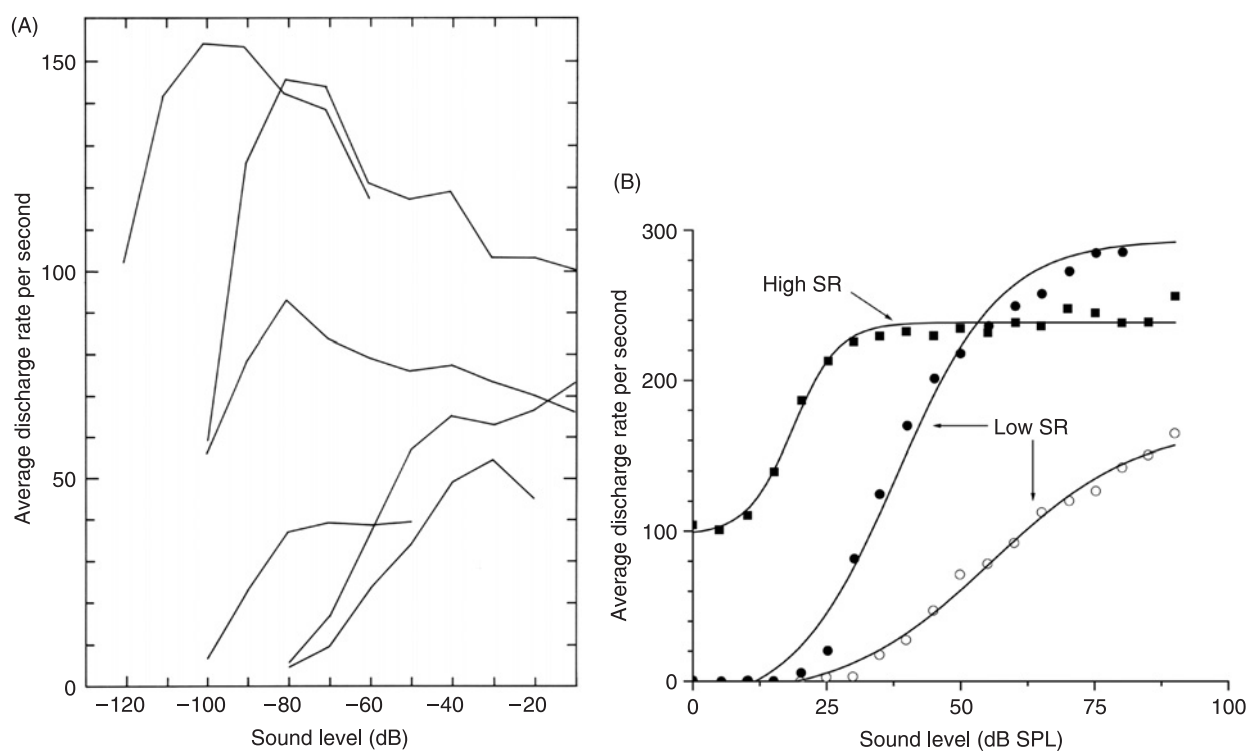 (A)
150
100
50
0
Average discharge rate per second
−120 −100 −80 −60 −40 −20
Sound level (dB)
(B)
300
200
100
0
Average discharge rate per second
High SR
Low SR
0 25 50 75 100
Sound level (dB SPL)